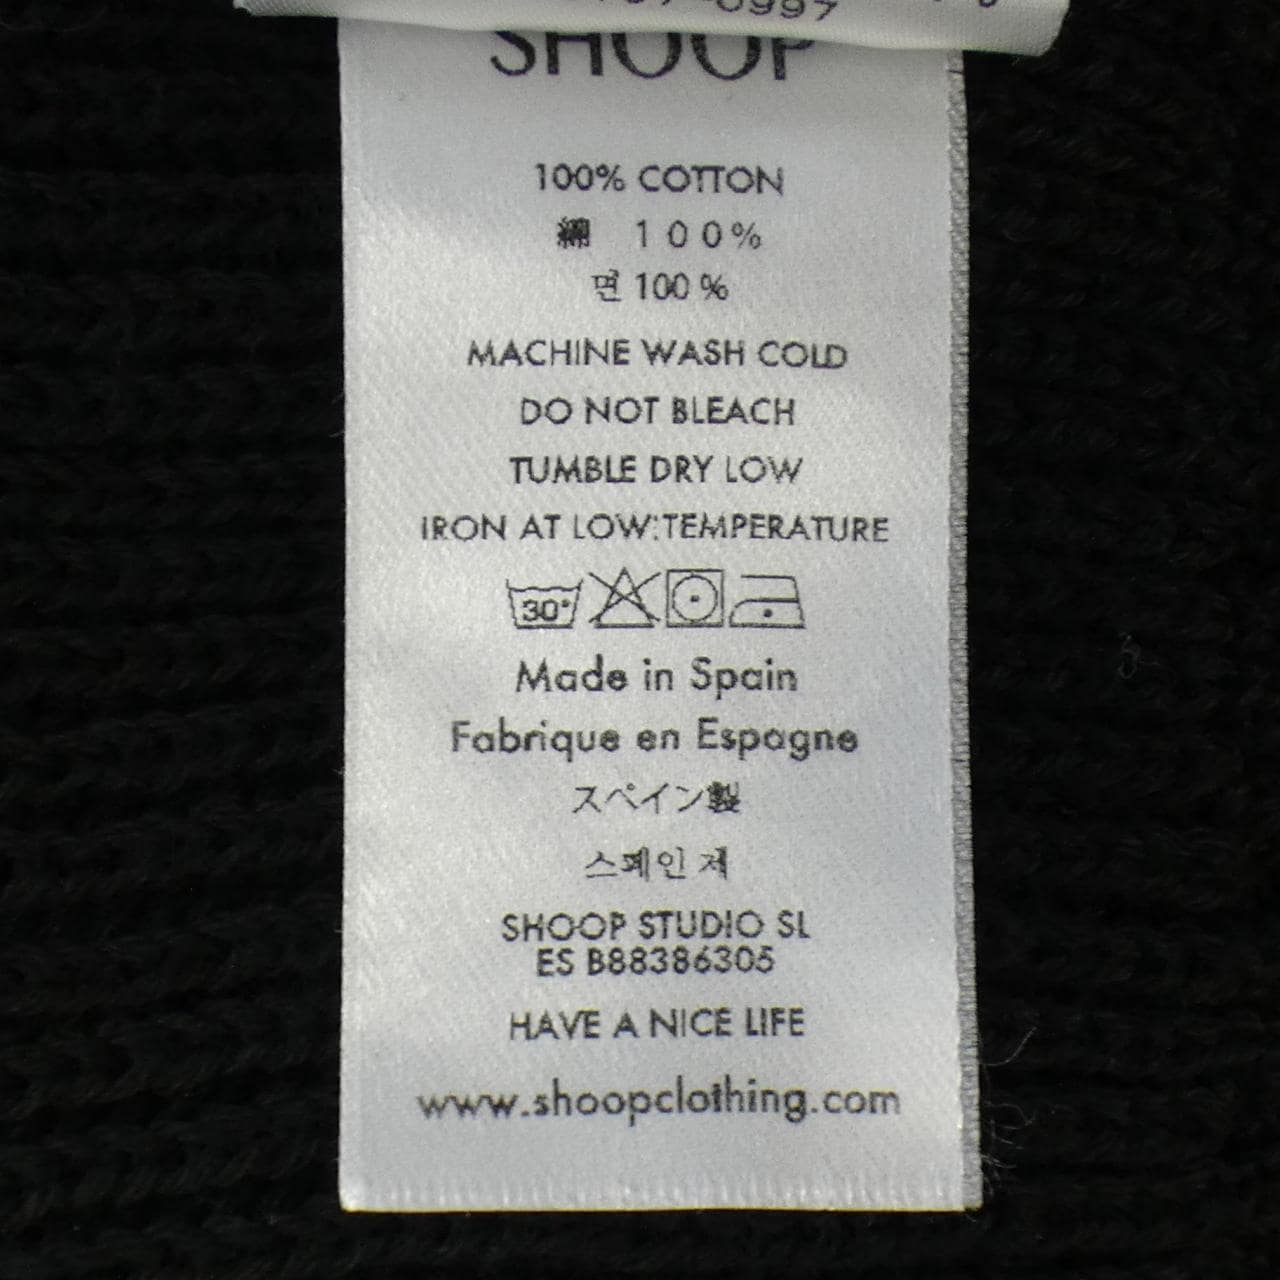 SHOOP
100% COTTON
綿 100%
면 100%
MACHINE WASH COLD
DO NOT BLEACH
TUMBLE DRY LOW
IRON AT LOW TEMPERATURE
30°
Made in Spain
Fabrique en Espagne
スペイン製
스페인 제
SHOOP STUDIO SL
ES B88386305
HAVE A NICE LIFE
www.shoopclothing.com